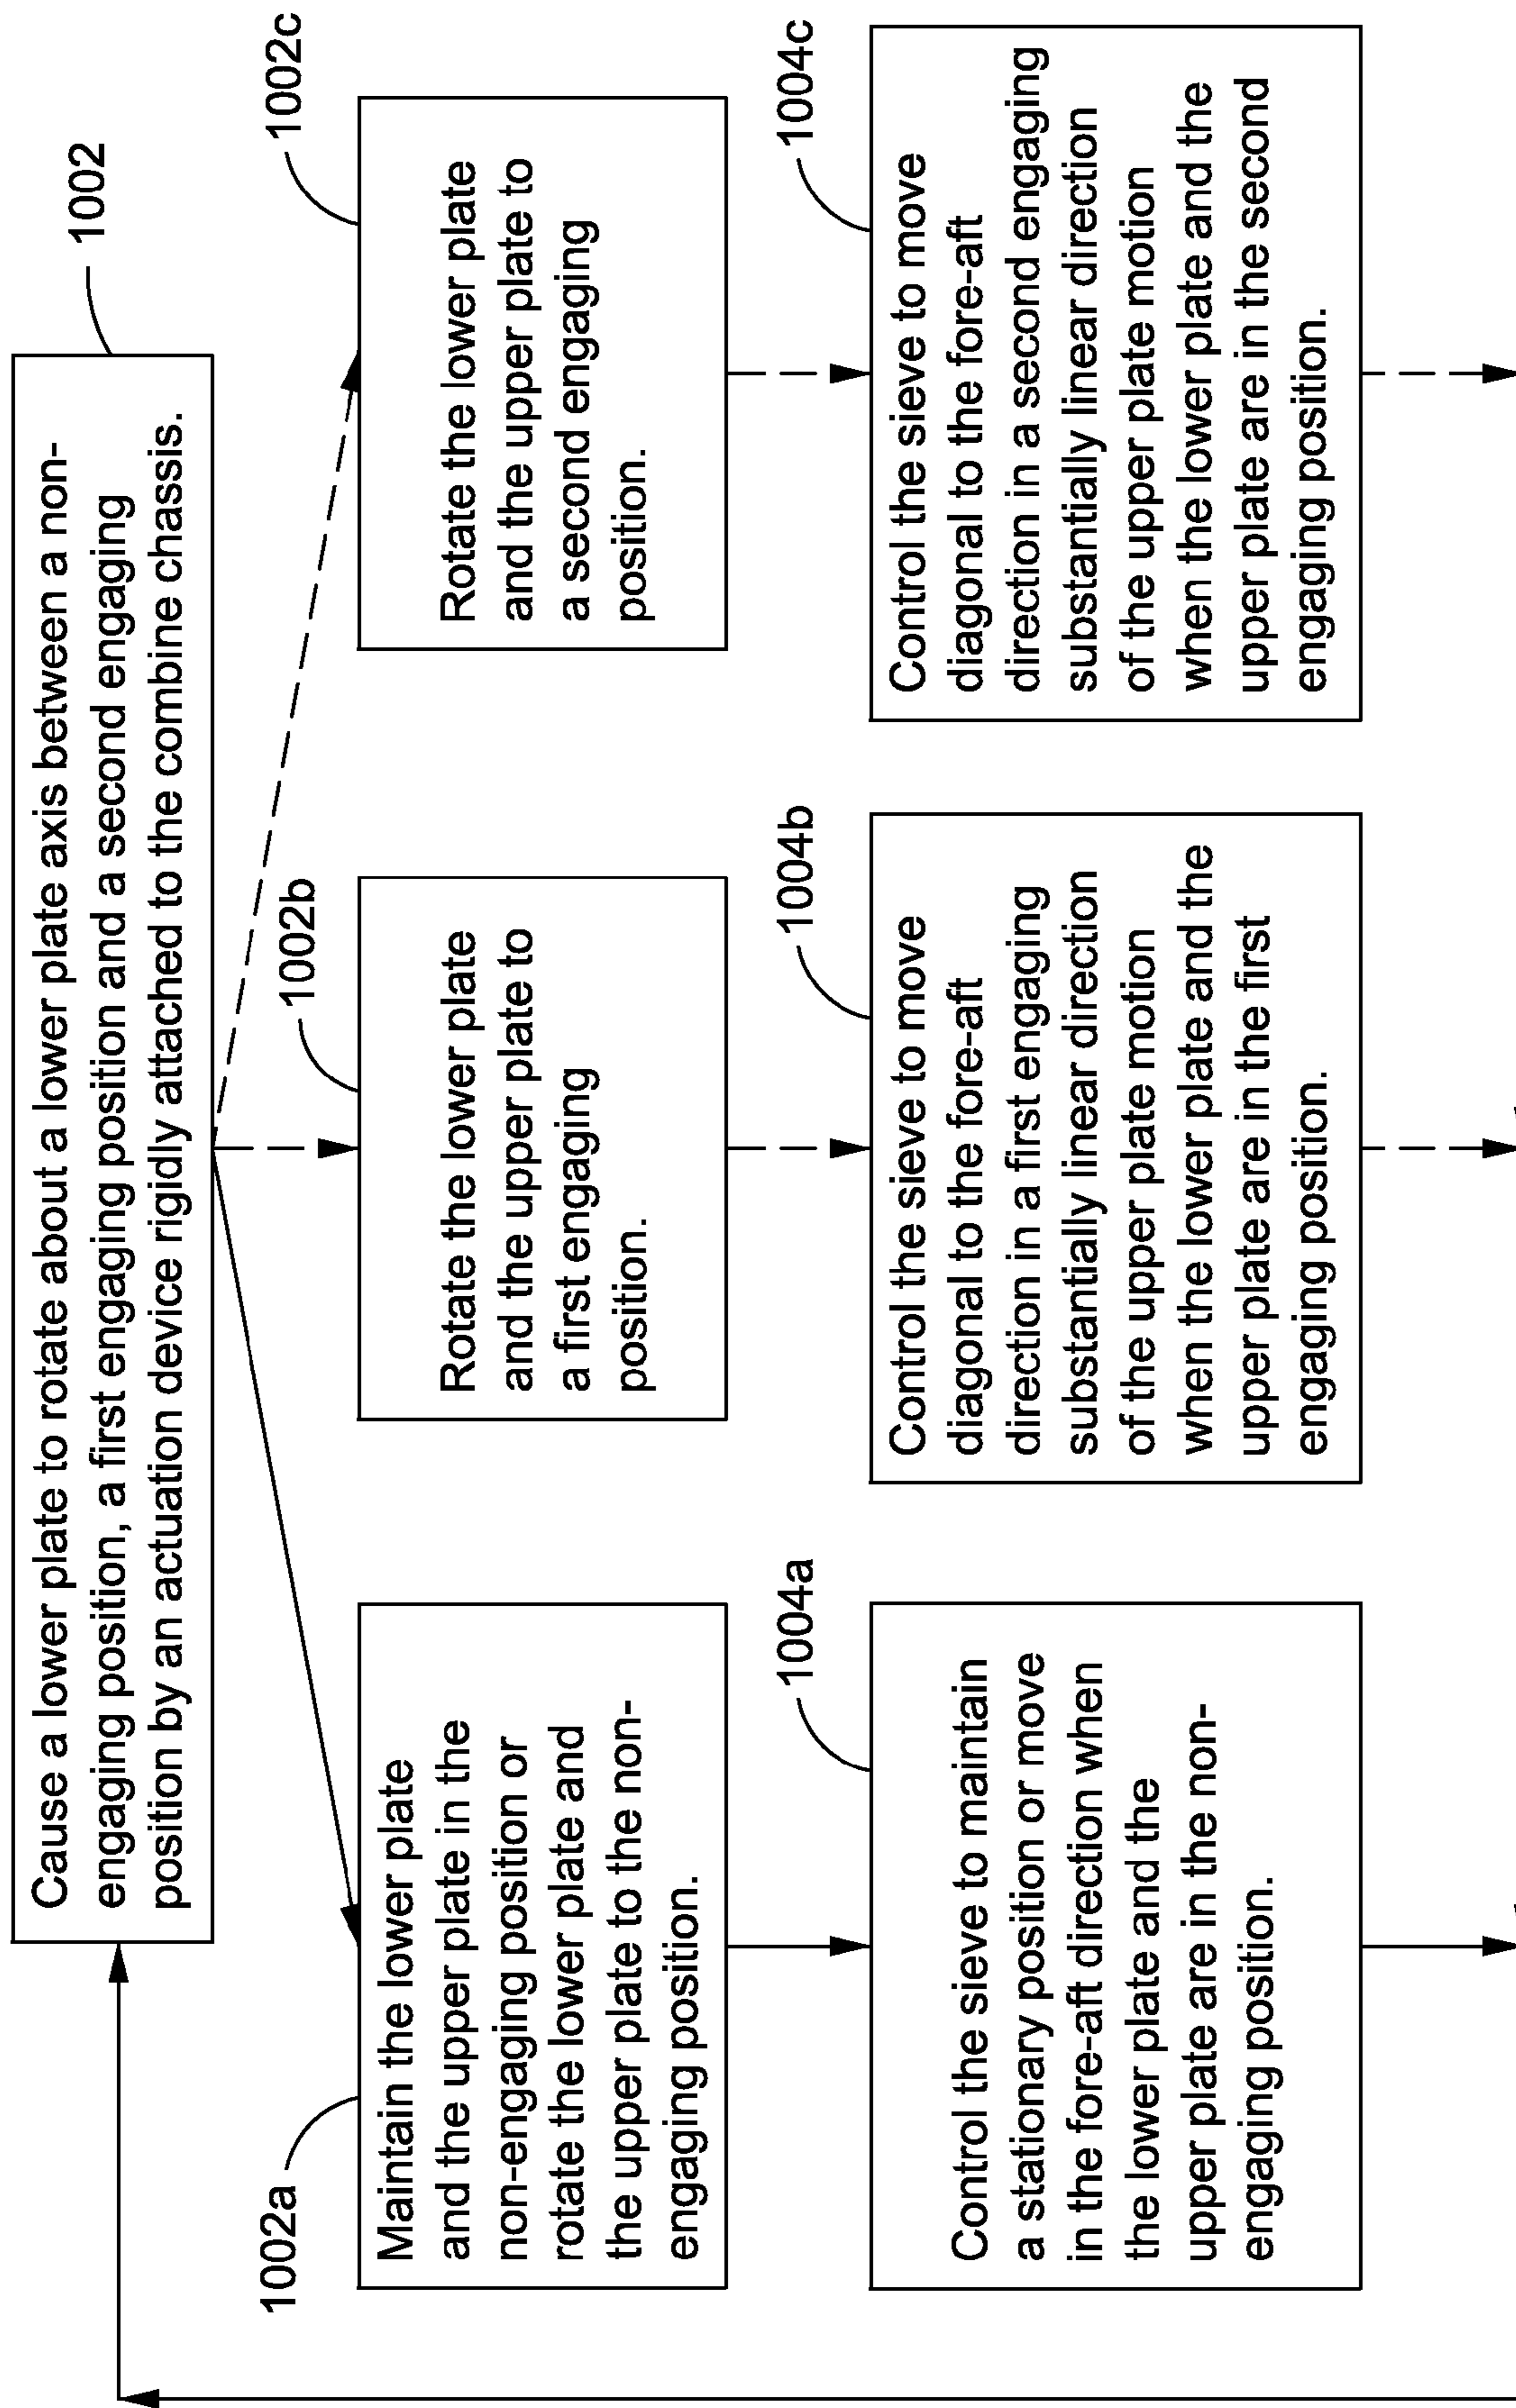 1002
Cause a lower plate to rotate about a lower plate axis between a non-
engaging position, a first engaging position and a second engaging
position by an actuation device rigidly attached to the combine chassis.
1002a
Maintain the lower plate
and the upper plate in the
non-engaging position or
rotate the lower plate and
the upper plate to the non-
engaging position.
1002b
Rotate the lower plate
and the upper plate to
a first engaging
position.
1002c
Rotate the lower plate
and the upper plate to
a second engaging
position.
1004a
Control the sieve to maintain
a stationary position or move
in the fore-aft direction when
the lower plate and the
upper plate are in the non-
engaging position.
1004b
Control the sieve to move
diagonal to the fore-aft
direction in a first engaging
substantially linear direction
of the upper plate motion
when the lower plate and the
upper plate are in the first
engaging position.
1004c
Control the sieve to move
diagonal to the fore-aft
direction in a second engaging
substantially linear direction
of the upper plate motion
when the lower plate and the
upper plate are in the second
engaging position.